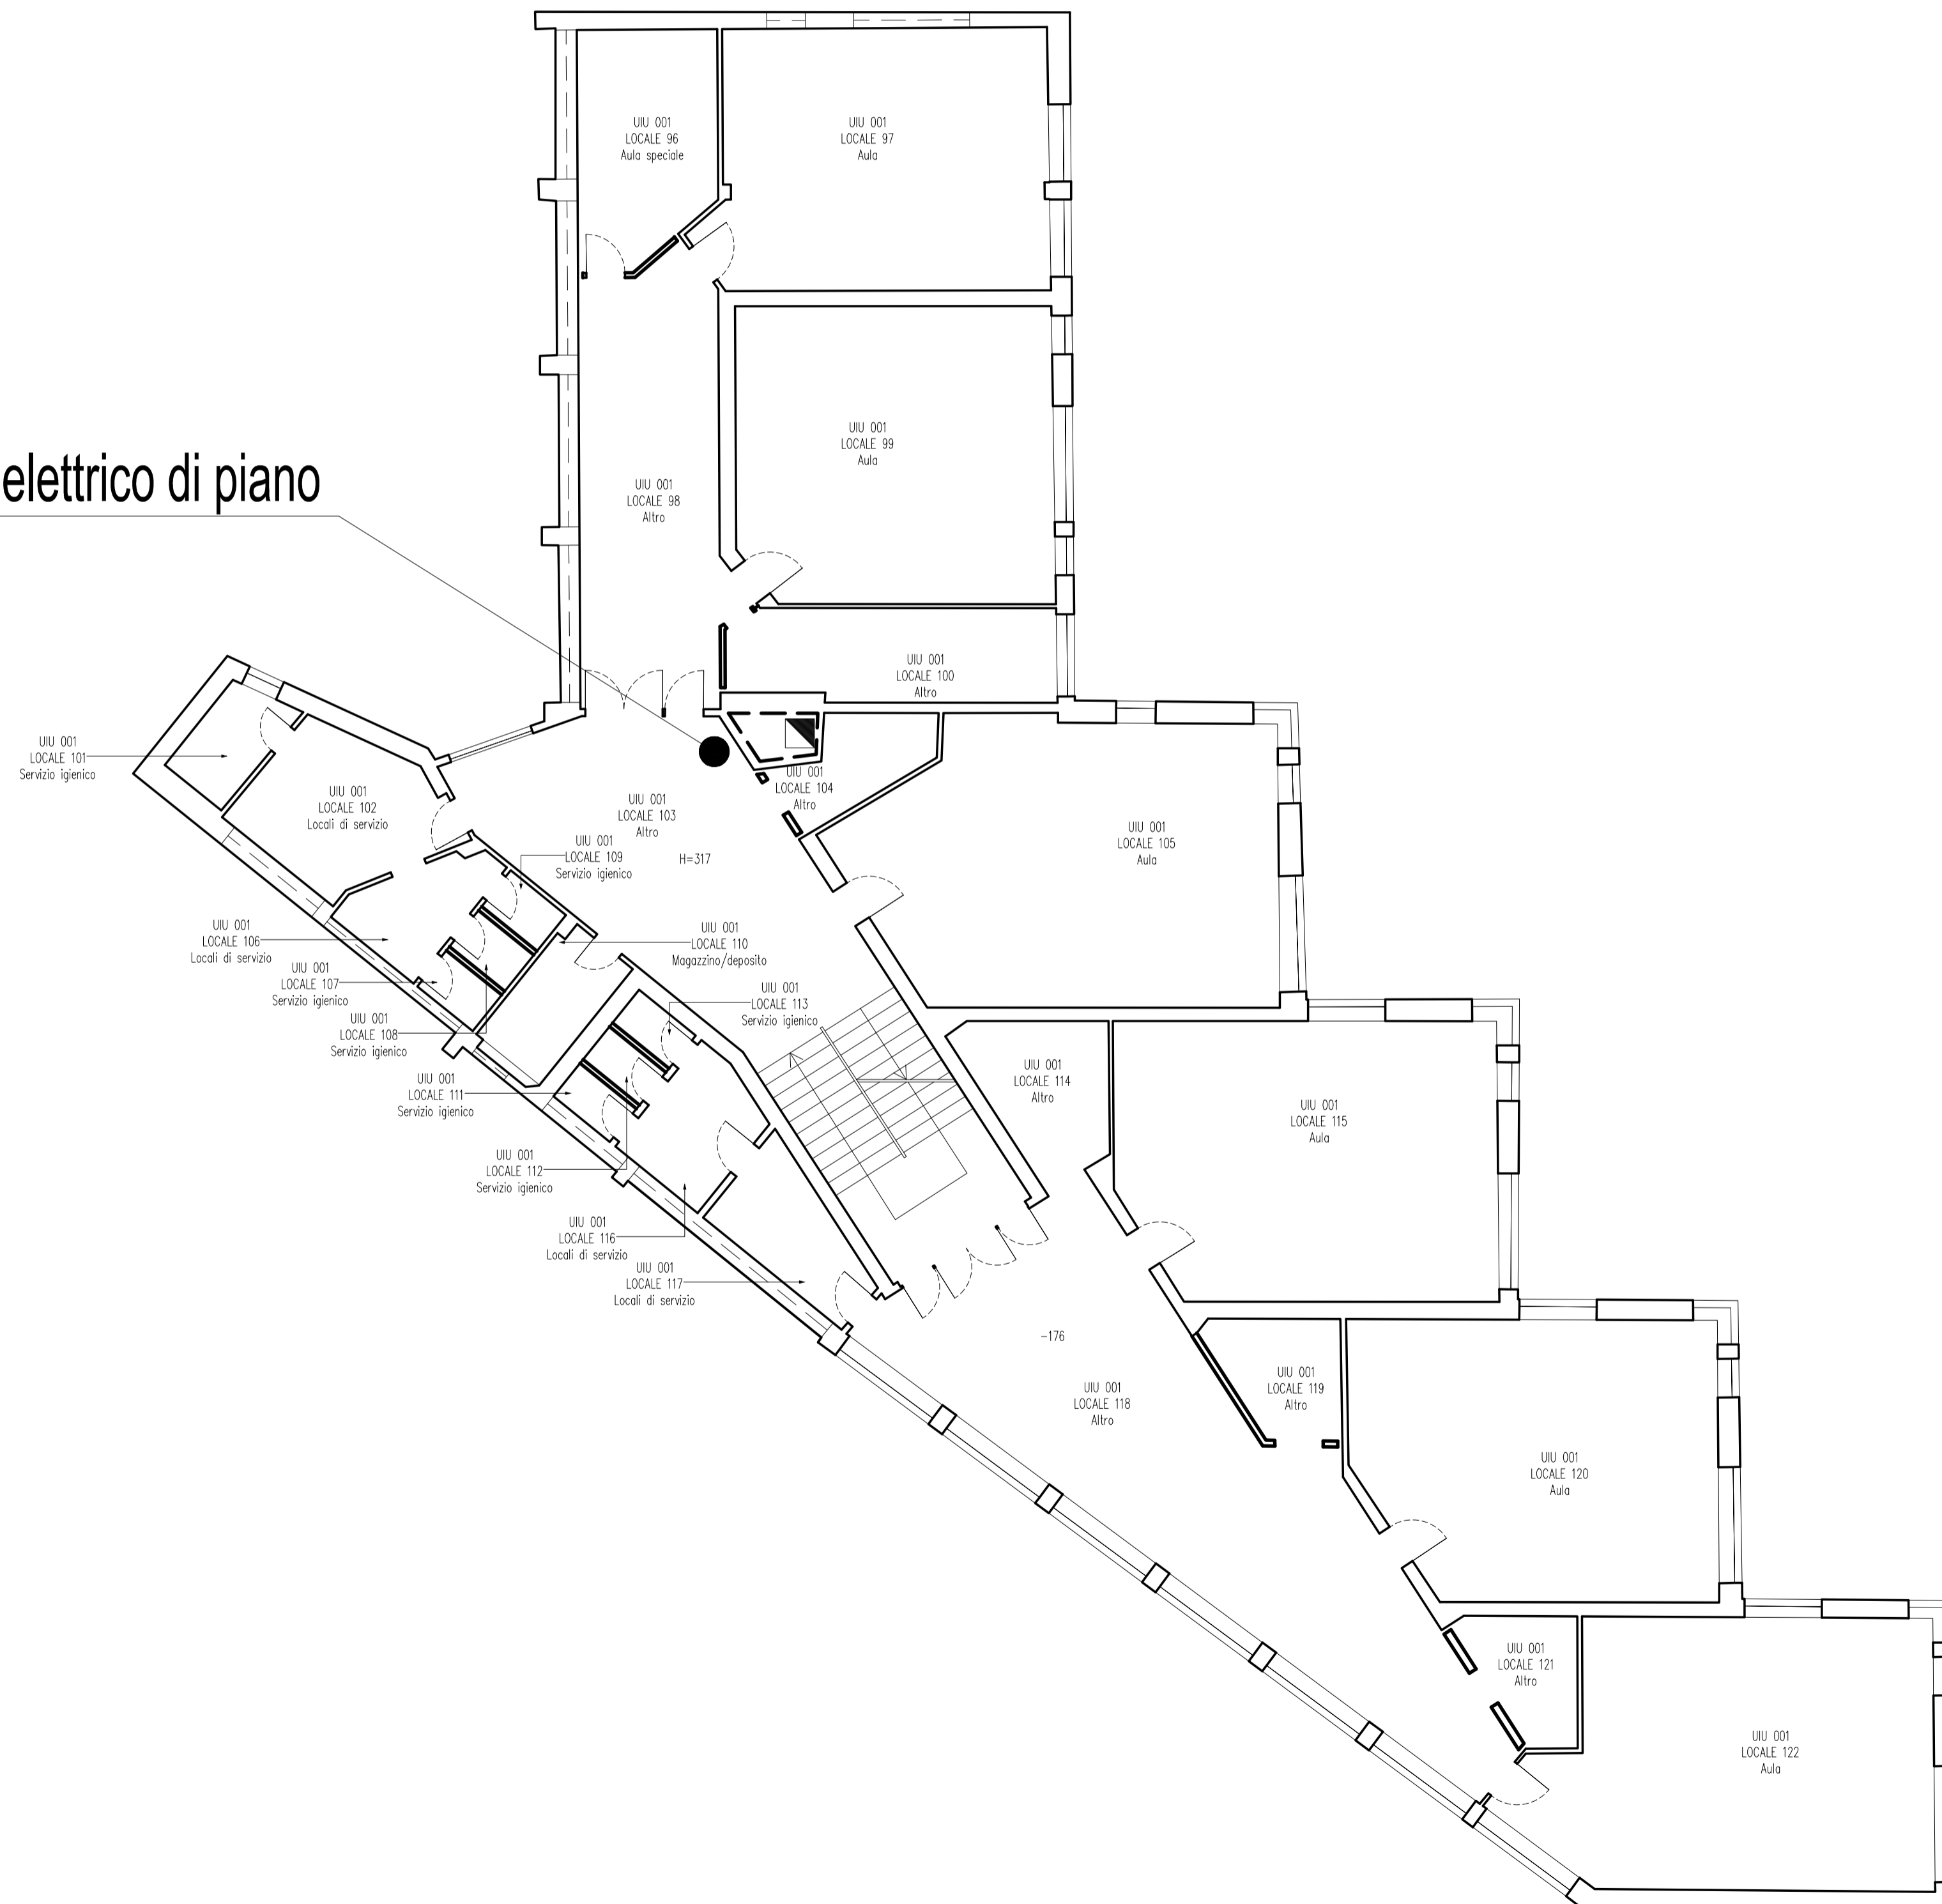 UIU 001
LOCALE 96
Aula speciale
UIU 001
LOCALE 97
Aula
UIU 001
LOCALE 99
Aula
elettrico di piano
UIU 001
LOCALE 98
Altro
UIU 001
LOCALE 100
Altro
UIU 001
LOCALE 101
Servizio igienico
UIU 001
LOCALE 102
Locali di servizio
UIU 001
LOCALE 103
Altro
UIU 001
LOCALE 104
Altro
H=317
UIU 001
LOCALE 105
Aula
UIU 001
LOCALE 109
Servizio igienico
UIU 001
LOCALE 106
Locali di servizio
UIU 001
LOCALE 110
Magazzino/deposito
UIU 001
LOCALE 107
Servizio igienico
UIU 001
LOCALE 113
Servizio igienico
UIU 001
LOCALE 108
Servizio igienico
UIU 001
LOCALE 111
Servizio igienico
UIU 001
LOCALE 114
Altro
UIU 001
LOCALE 115
Aula
UIU 001
LOCALE 112
Servizio igienico
UIU 001
LOCALE 116
Locali di servizio
UIU 001
LOCALE 117
Locali di servizio
-176
UIU 001
LOCALE 118
Altro
UIU 001
LOCALE 119
Altro
UIU 001
LOCALE 120
Aula
UIU 001
LOCALE 121
Altro
UIU 001
LOCALE 122
Aula